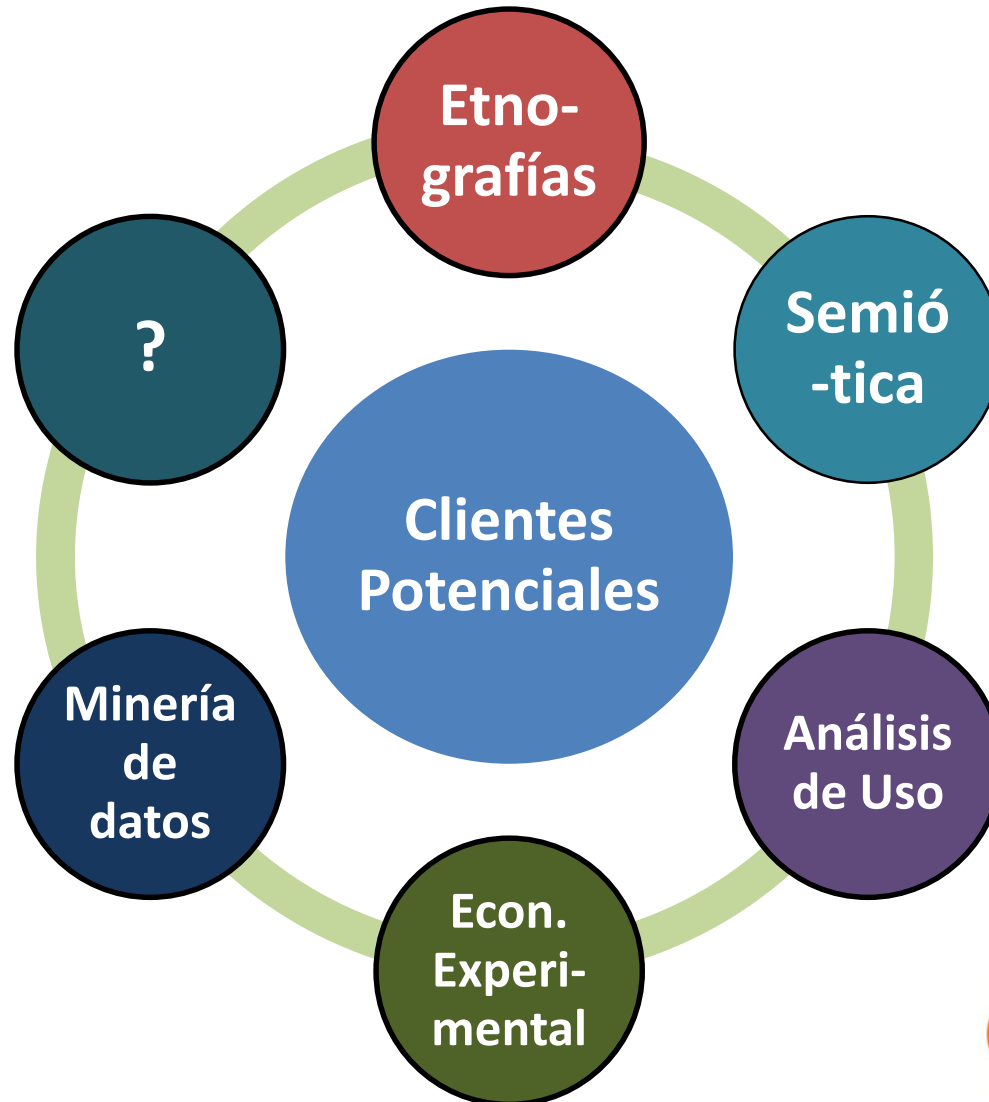 Etno-
grafías
Semió
-tica
?
Clientes
Potenciales
Minería
de
datos
Análisis
de Uso
Econ.
Experi-
mental